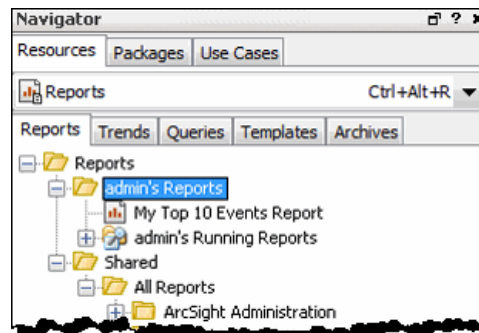 Navigator ?
Resources Packages Use Cases
Reports Ctrl+Alt+R
Reports Trends Queries Templates Archives
Reports
admin's Reports
My Top 10 Events Report
admin's Running Reports
Shared
All Reports
ArcSight Administration